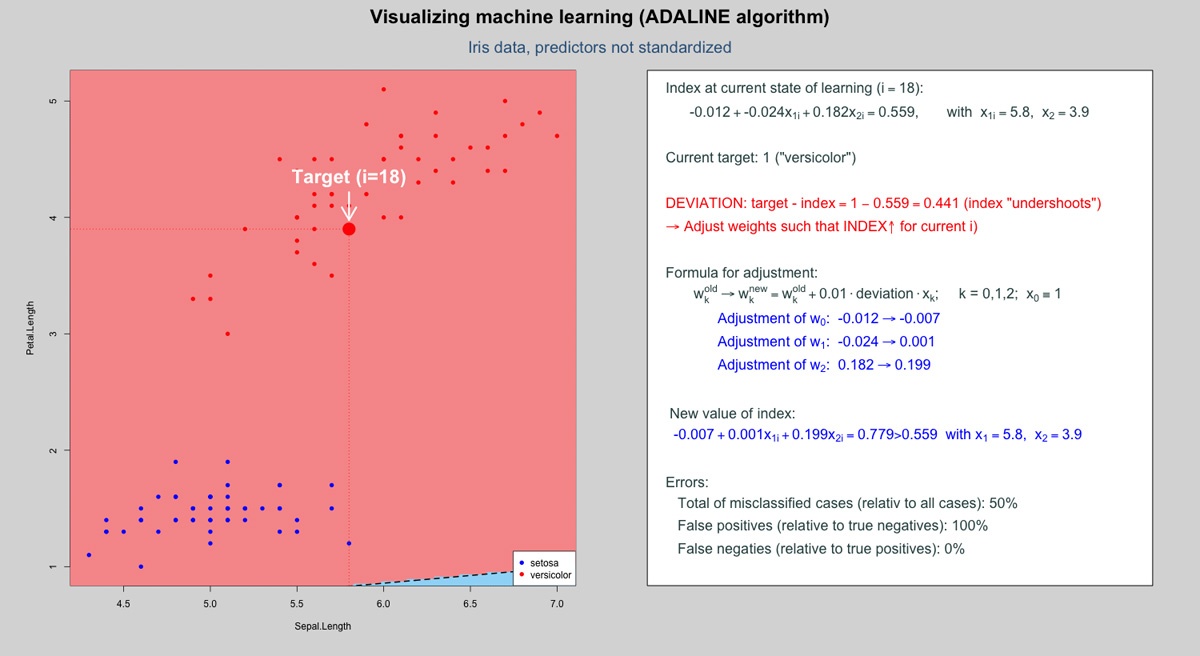 Visualizing machine learning (ADALINE algorithm)
Iris data, predictors not standardized
5
4
3
2
1
Petal.Length
Target (i=18)
setosa
versicolor
4.5 5.0 5.5 6.0 6.5 7.0
Sepal.Length
Index at current state of learning (i = 18):
-0.012 + -0.024x₁ᵢ + 0.182x₂ᵢ = 0.559, with x₁ᵢ = 5.8, x₂ = 3.9
Current target: 1 ("versicolor")
DEVIATION: target - index = 1 − 0.559 = 0.441 (index "undershoots")
→ Adjust weights such that INDEX↑ for current i)
Formula for adjustment:
w_k^old → w_k^new = w_k^old + 0.01 · deviation · x_k; k = 0,1,2; x₀ ≡ 1
Adjustment of w₀: -0.012 → -0.007
Adjustment of w₁: -0.024 → 0.001
Adjustment of w₂: 0.182 → 0.199
New value of index:
-0.007 + 0.001x₁ᵢ + 0.199x₂ᵢ = 0.779>0.559 with x₁ = 5.8, x₂ = 3.9
Errors:
Total of misclassified cases (relativ to all cases): 50%
False positives (relative to true negatives): 100%
False negaties (relative to true positives): 0%